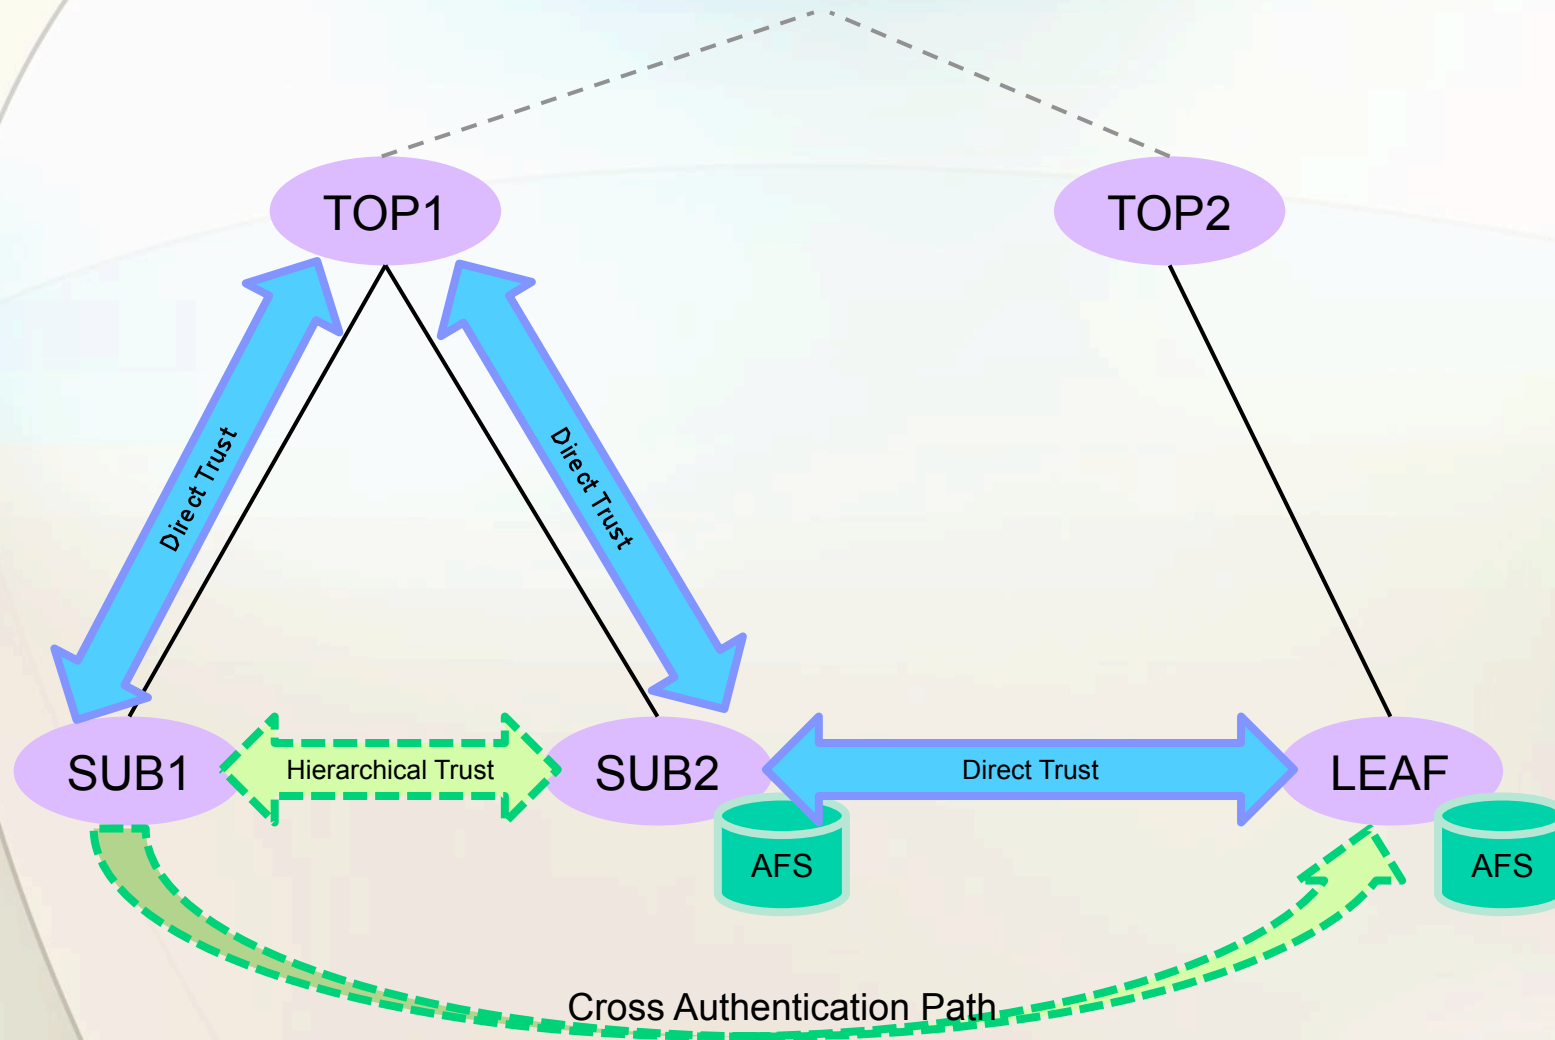 TOP1
TOP2
Direct Trust
Direct Trust
SUB1
Hierarchical Trust
SUB2
Direct Trust
LEAF
AFS
AFS
Cross Authentication Path